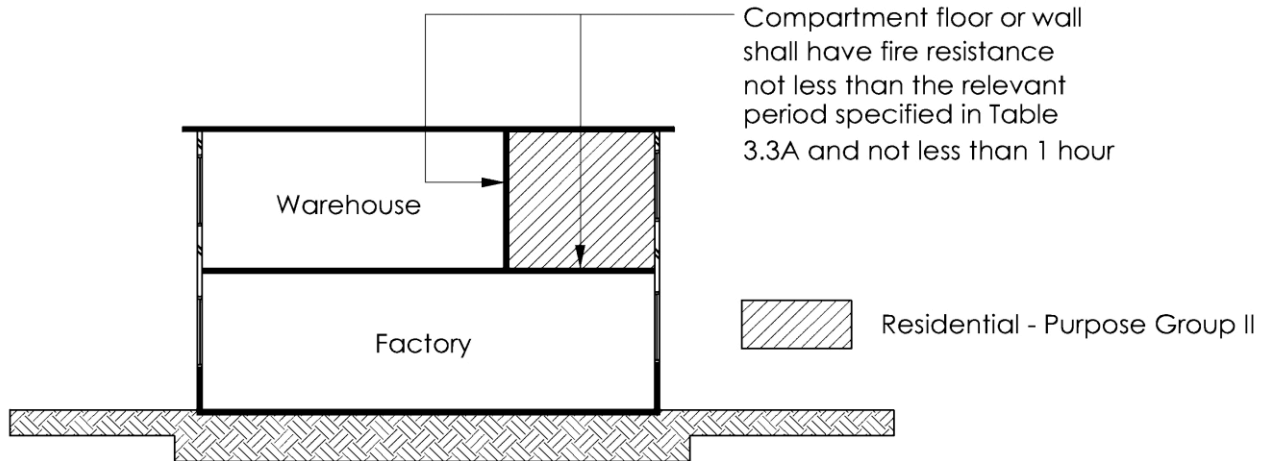 Compartment floor or wall
shall have fire resistance
not less than the relevant
period specified in Table
3.3A and not less than 1 hour
Warehouse
Factory
Residential - Purpose Group II